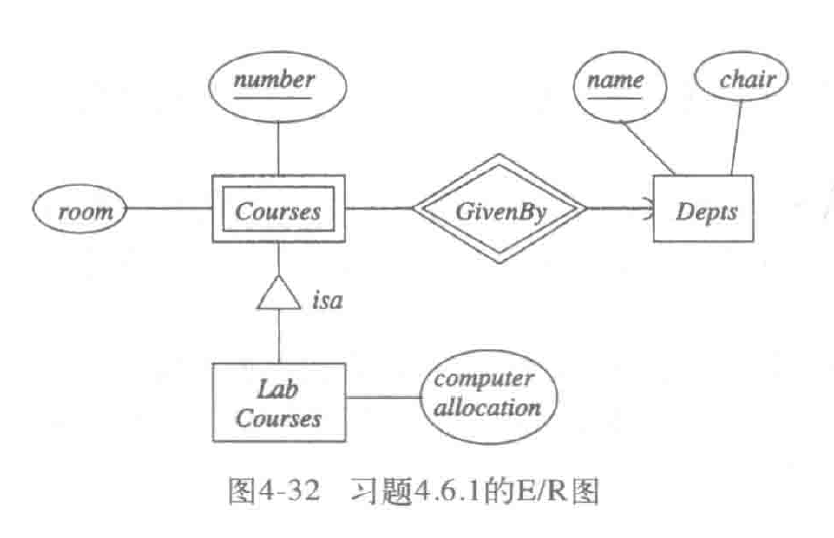 number
name
chair
room
Courses
GivenBy
Depts
isa
Lab
Courses
computer
allocation
图4-32 习题4.6.1的E/R图